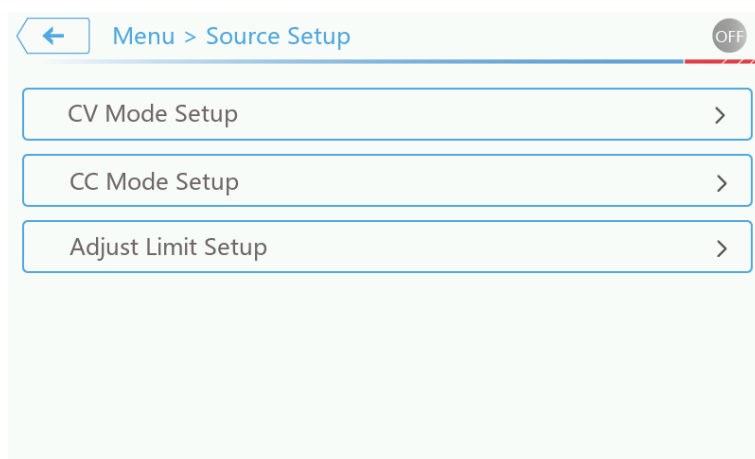 Menu > Source Setup
OFF
CV Mode Setup
CC Mode Setup
Adjust Limit Setup